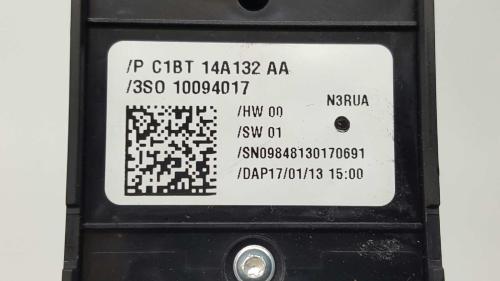 /P C1BT 14A132 AA
/3SO 10094017
N3RUA
/HW 00
/SW 01
/SN09848130170691
/DAP17/01/13 15:00